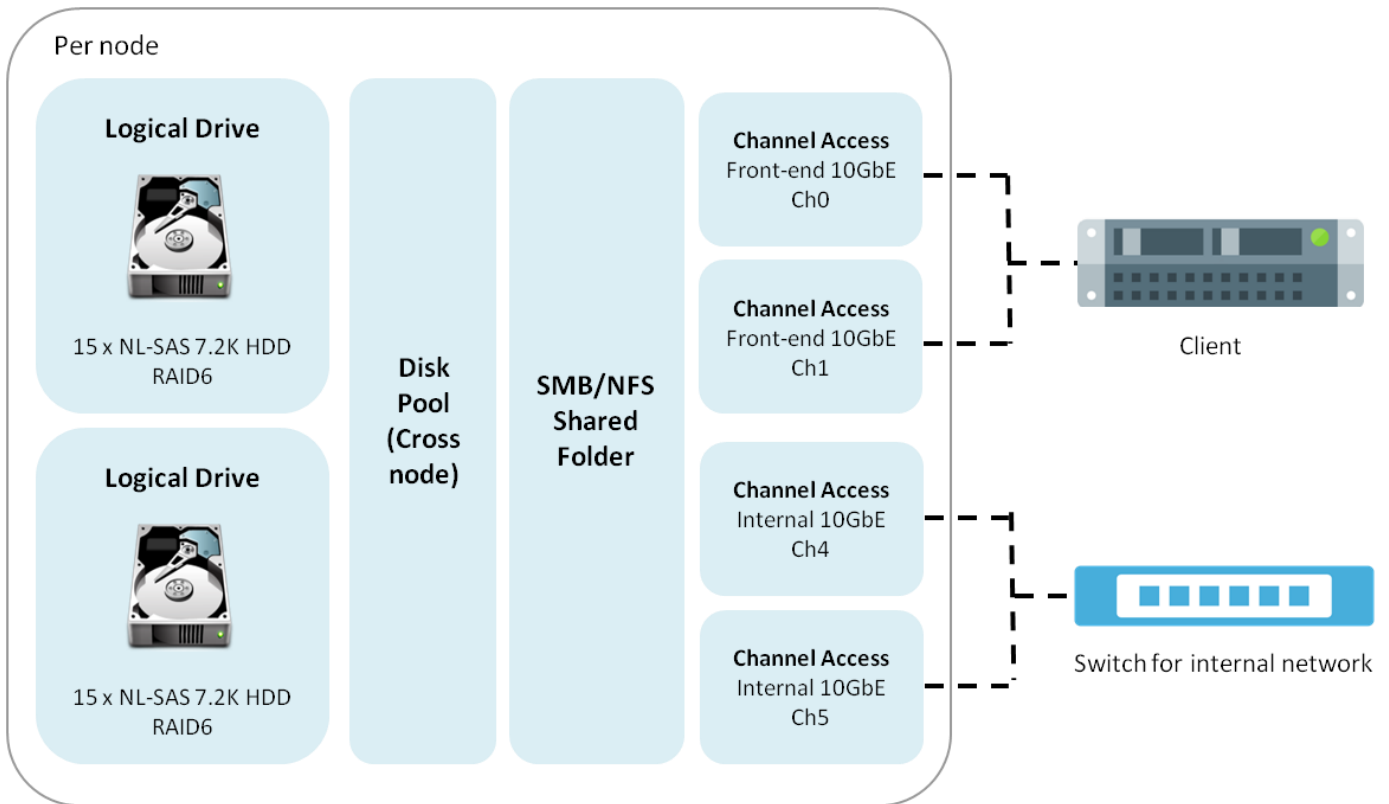 Per node
Logical Drive
15 x NL-SAS 7.2K HDD
RAID6
Logical Drive
15 x NL-SAS 7.2K HDD
RAID6
Disk
Pool
(Cross
node)
SMB/NFS
Shared
Folder
Channel Access
Front-end 10GbE
Ch0
Channel Access
Front-end 10GbE
Ch1
Channel Access
Internal 10GbE
Ch4
Channel Access
Internal 10GbE
Ch5
Client
Switch for internal network